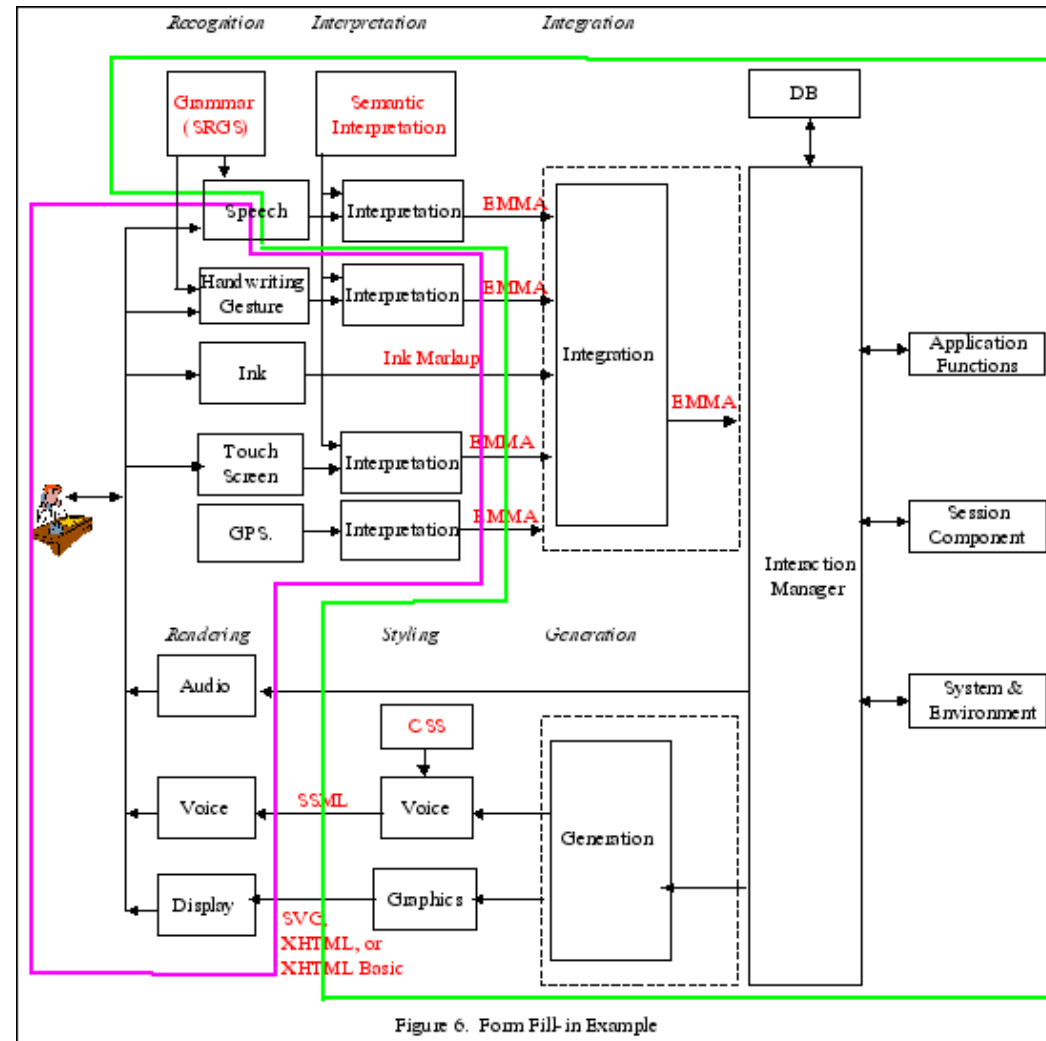 Recognition
Interpretation
Integration
Grammar
(SRGS)
Semantic
Interpretation
DB
Speech
Interpretation
EMMA
Handwriting
Gesture
Interpretation
EMMA
Ink
Ink Markup
Integration
EMMA
Touch
Screen
Interpretation
EMMA
GPS.
Interpretation
EMMA
Interaction
Manager
Application
Functions
Session
Component
System &
Environment
Rendering
Styling
Generation
Audio
CSS
Voice
SSML
Voice
Generation
Display
Graphics
SVG,
XHTML, or
XHTML Basic
Figure 6. Form Fill-in Example